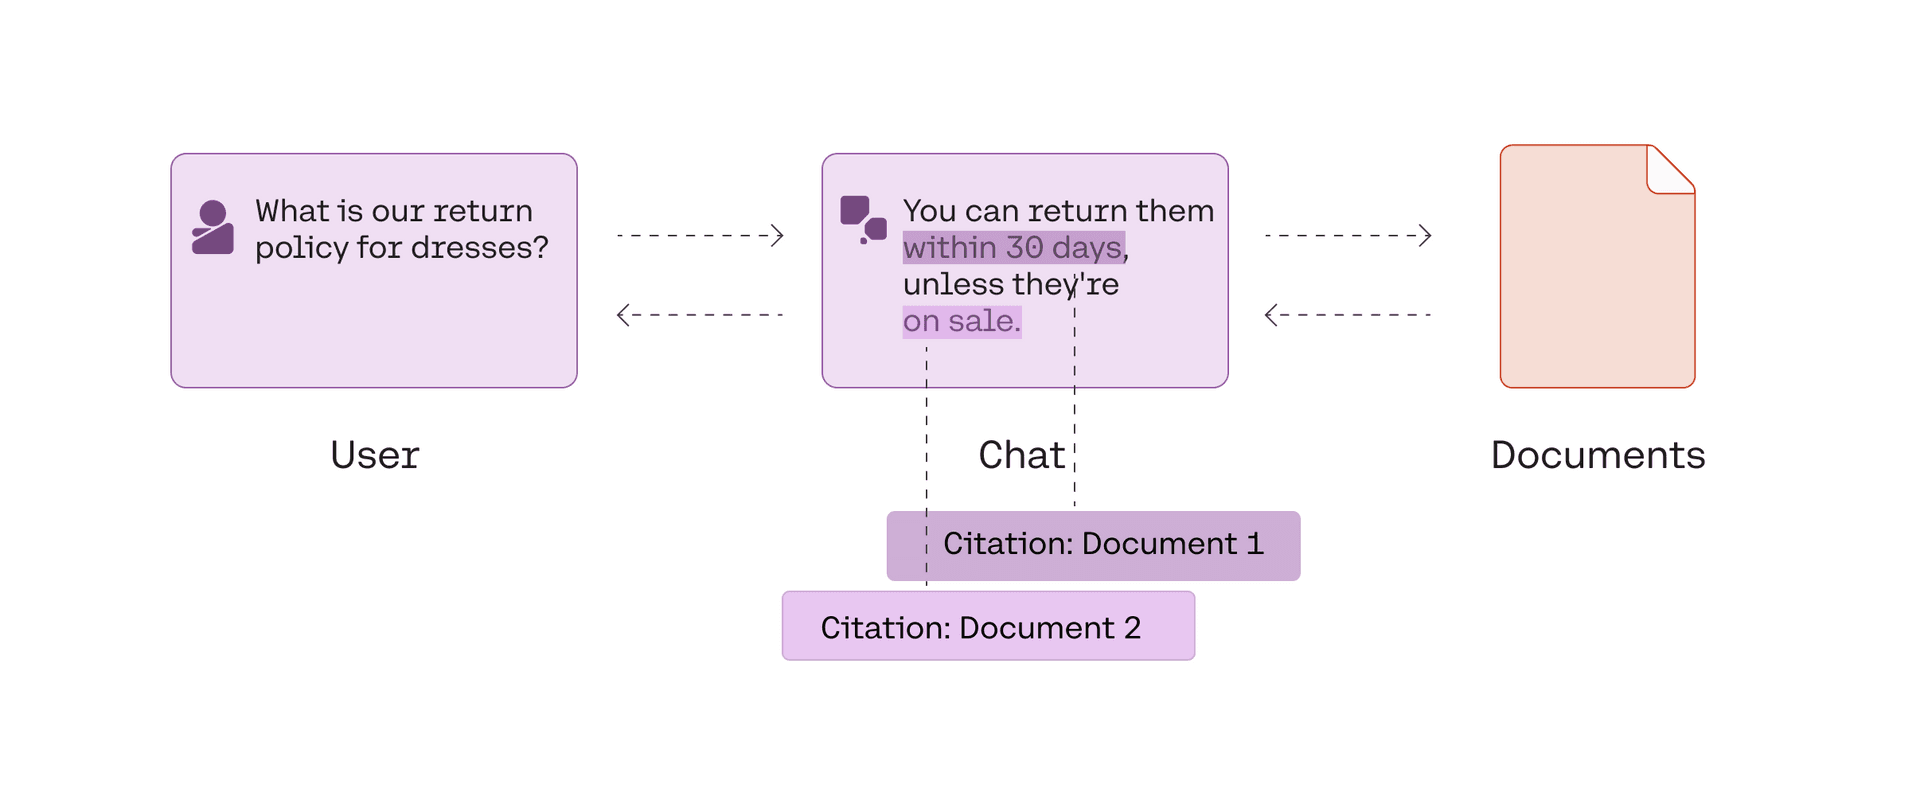 What is our return
policy for dresses?
You can return them
within 30 days,
unless they're
on sale.
User
Chat
Documents
Citation: Document 1
Citation: Document 2